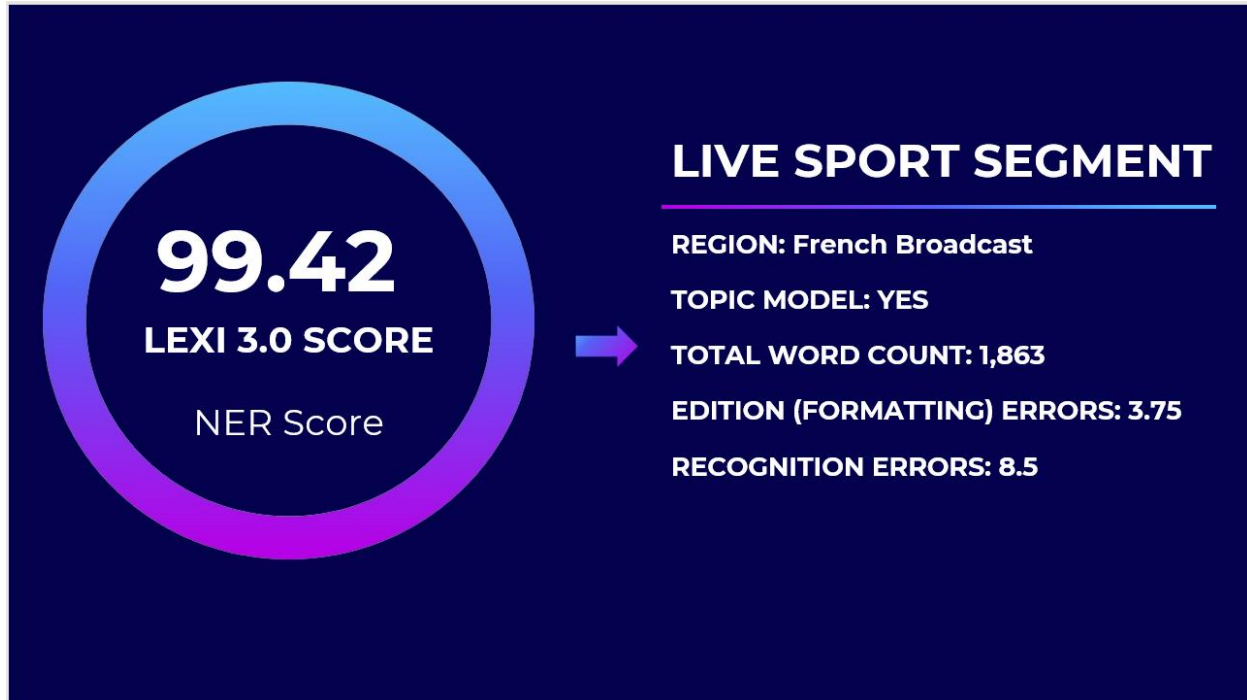 99.42
LEXI 3.0 SCORE
NER Score
LIVE SPORT SEGMENT
REGION: French Broadcast
TOPIC MODEL: YES
TOTAL WORD COUNT: 1,863
EDITION (FORMATTING) ERRORS: 3.75
RECOGNITION ERRORS: 8.5